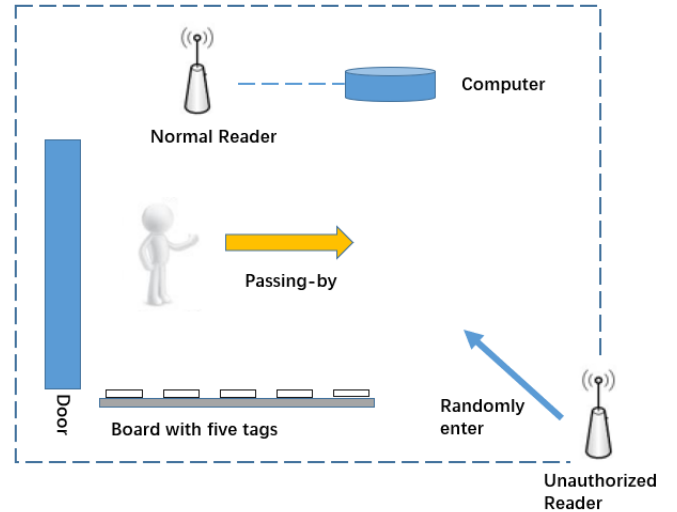 Normal Reader
Computer
Passing-by
Door
Board with five tags
Randomly
enter
Unauthorized
Reader